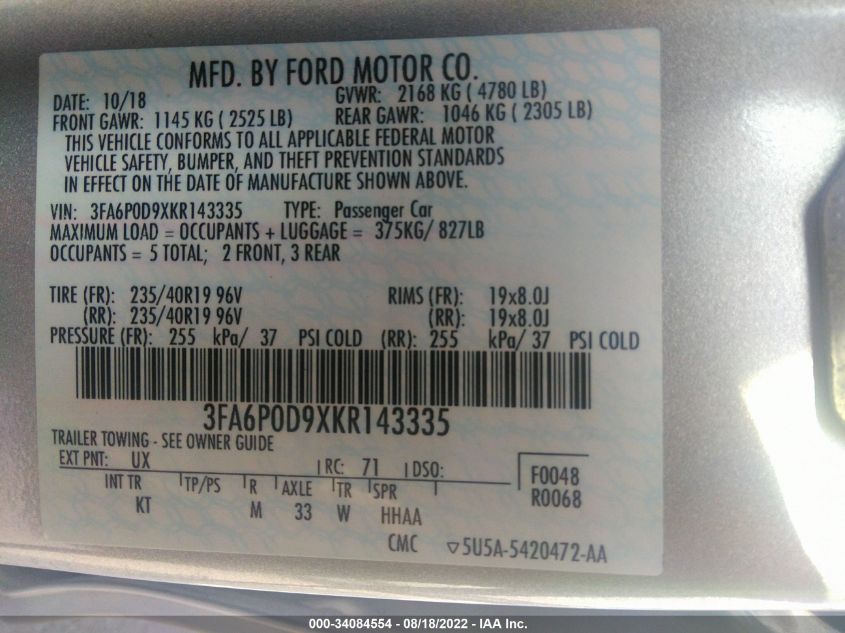 MFD. BY FORD MOTOR CO.
DATE: 10/18 GVWR: 2168 KG ( 4780 LB)
FRONT GAWR: 1145 KG ( 2525 LB) REAR GAWR: 1046 KG ( 2305 LB)
THIS VEHICLE CONFORMS TO ALL APPLICABLE FEDERAL MOTOR
VEHICLE SAFETY, BUMPER, AND THEFT PREVENTION STANDARDS
IN EFFECT ON THE DATE OF MANUFACTURE SHOWN ABOVE.
VIN: 3FA6P0D9XKR143335 TYPE: Passenger Car
MAXIMUM LOAD = OCCUPANTS + LUGGAGE = 375KG/ 827LB
OCCUPANTS = 5 TOTAL; 2 FRONT, 3 REAR
TIRE (FR): 235/40R19 96V RIMS (FR): 19x8.0J
(RR): 235/40R19 96V (RR): 19x8.0J
PRESSURE (FR): 255 kPa/ 37 PSI COLD (RR): 255 kPa/ 37 PSI COLD
3FA6P0D9XKR143335
TRAILER TOWING - SEE OWNER GUIDE
EXT PNT: UX RC: 71 DSO: F0048
INT TR TP/PS R AXLE TR SPR R0068
KT M 33 W HHAA
CMC ▽5U5A-5420472-AA
000-34084554 - 08/18/2022 - IAA Inc.